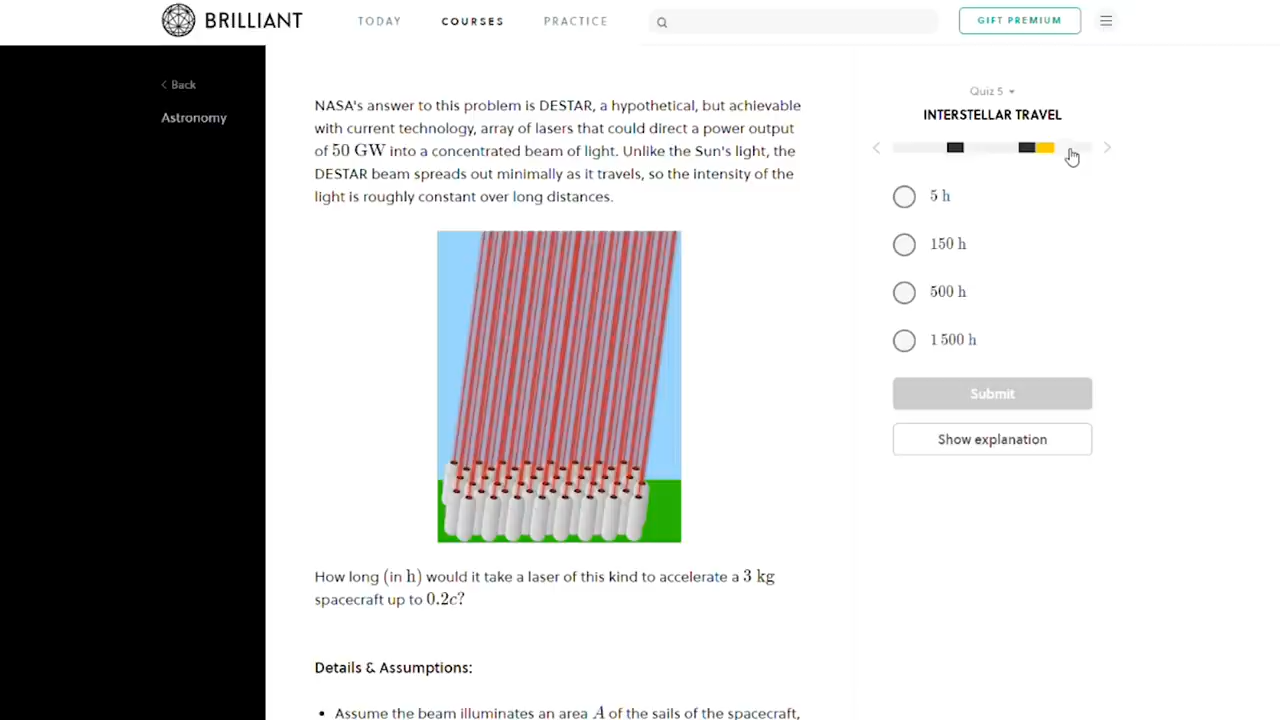 BRILLIANT
TODAY
COURSES
PRACTICE
GIFT PREMIUM
< Back
Astronomy
NASA's answer to this problem is DESTAR, a hypothetical, but achievable
with current technology, array of lasers that could direct a power output
of 50 GW into a concentrated beam of light. Unlike the Sun's light, the
DESTAR beam spreads out minimally as it travels, so the intensity of the
light is roughly constant over long distances.
How long (in h) would it take a laser of this kind to accelerate a 3 kg
spacecraft up to 0.2c?
Details & Assumptions:
• Assume the beam illuminates an area A of the sails of the spacecraft,
Quiz 5
INTERSTELLAR TRAVEL
5 h
150 h
500 h
1 500 h
Submit
Show explanation